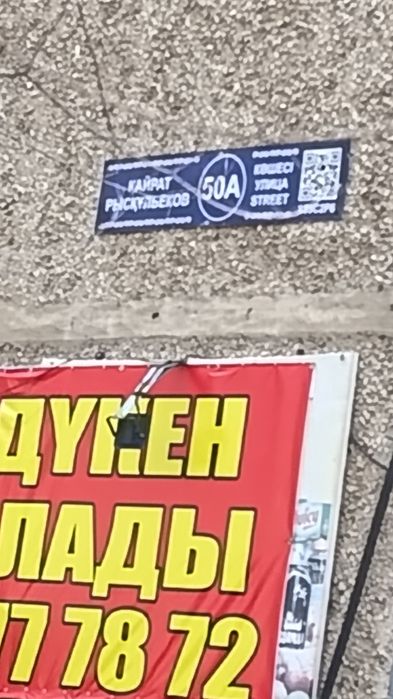 ҚАЙРАТ
РЫСҚҰЛБЕКОВ
50А
КӨШЕСІ
УЛИЦА
STREET
ДҮКЕН
ЛАДЫ
77 78 72